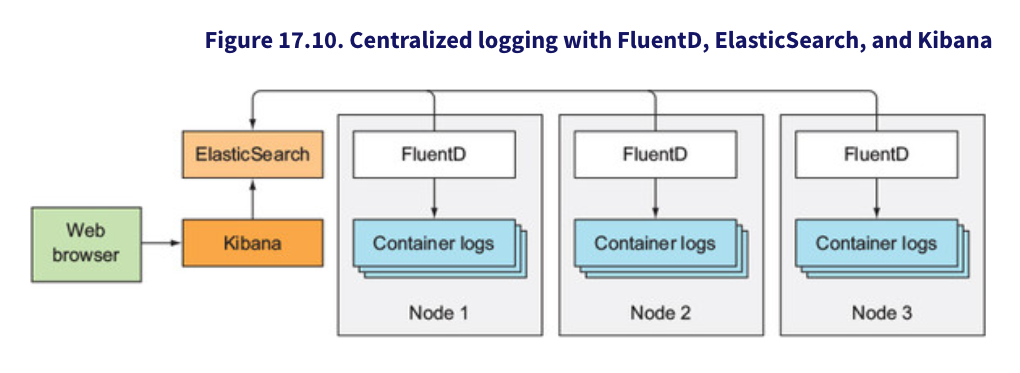 Figure 17.10. Centralized logging with FluentD, ElasticSearch, and Kibana
ElasticSearch
FluentD
FluentD
FluentD
Web
browser
Kibana
Container logs
Container logs
Container logs
Node 1
Node 2
Node 3